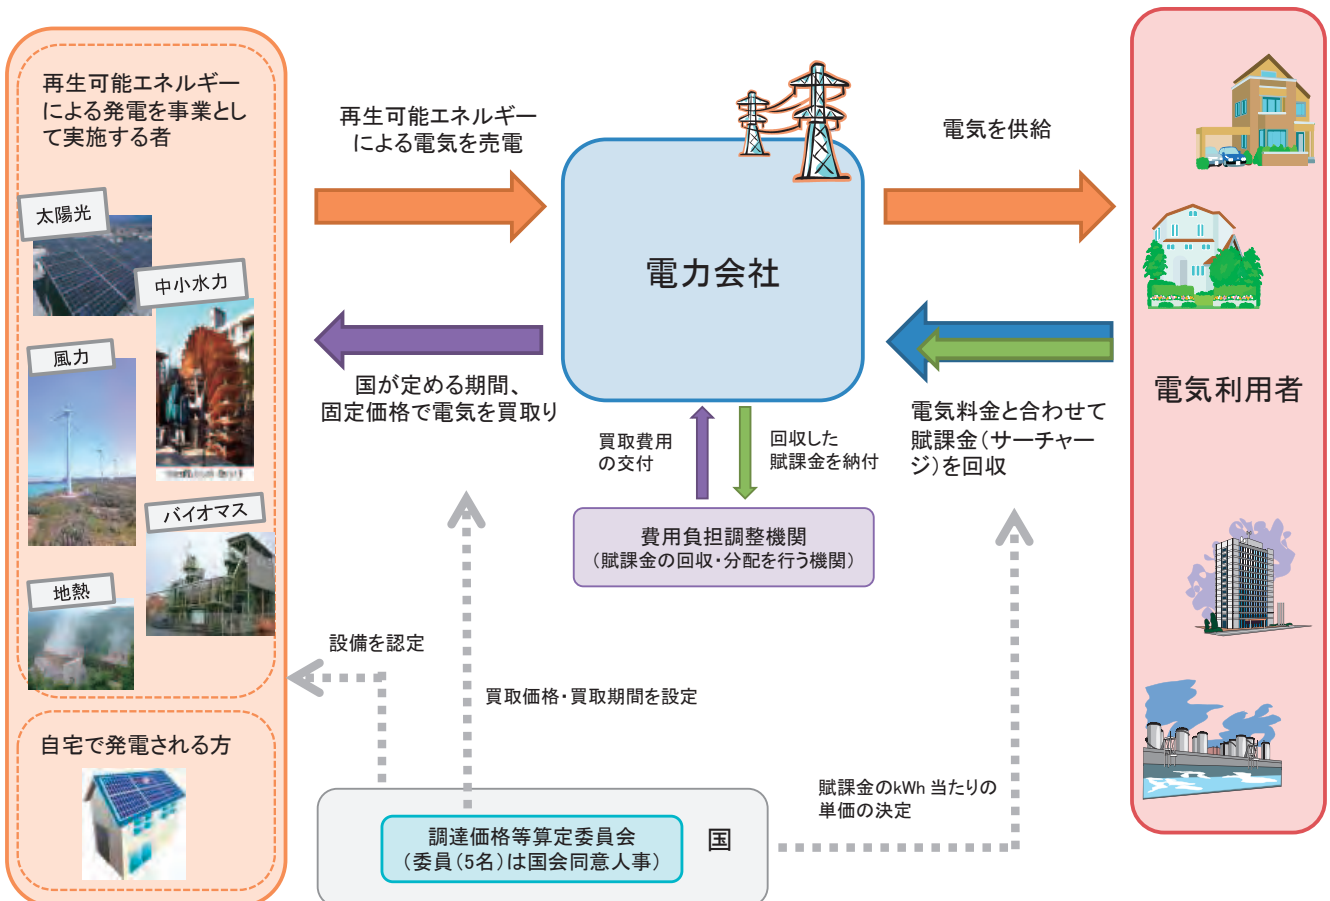 再生可能エネルギー
による発電を事業とし
て実施する者
太陽光
中小水力
風力
バイオマス
地熱
自宅で発電される方
再生可能エネルギー
による電気を売電
国が定める期間、
固定価格で電気を買取り
電力会社
電気を供給
電気料金と合わせて
賦課金(サーチャー
ジ)を回収
電気利用者
買取費用
の交付
回収した
賦課金を納付
費用負担調整機関
(賦課金の回収・分配を行う機関)
設備を認定
買取価格・買取期間を設定
賦課金のkWh 当たりの
単価の決定
調達価格等算定委員会
(委員(5名)は国会同意人事)
国